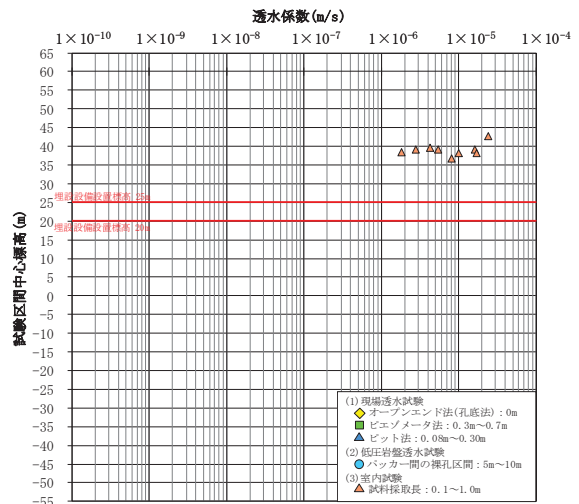 透水係数(m/s)
1×10⁻¹⁰ 1×10⁻⁹ 1×10⁻⁸ 1×10⁻⁷ 1×10⁻⁶ 1×10⁻⁵ 1×10⁻⁴
65
60
55
50
45
40
35
30
25
20
15
10
5
0
-5
-10
-15
-20
-25
-30
-35
-40
-45
-50
-55
試験区間中心標高(m)
埋設設備設置標高 25m
埋設設備設置標高 20m
(1)現場透水試験
オープンエンド法(孔底法)：0m
ピエゾメータ法：0.3m～0.7m
ピット法：0.08m～0.30m
(2)低圧岩盤透水試験
パッカー間の裸孔区間：5m～10m
(3)室内試験
試料採取長：0.1～1.0m